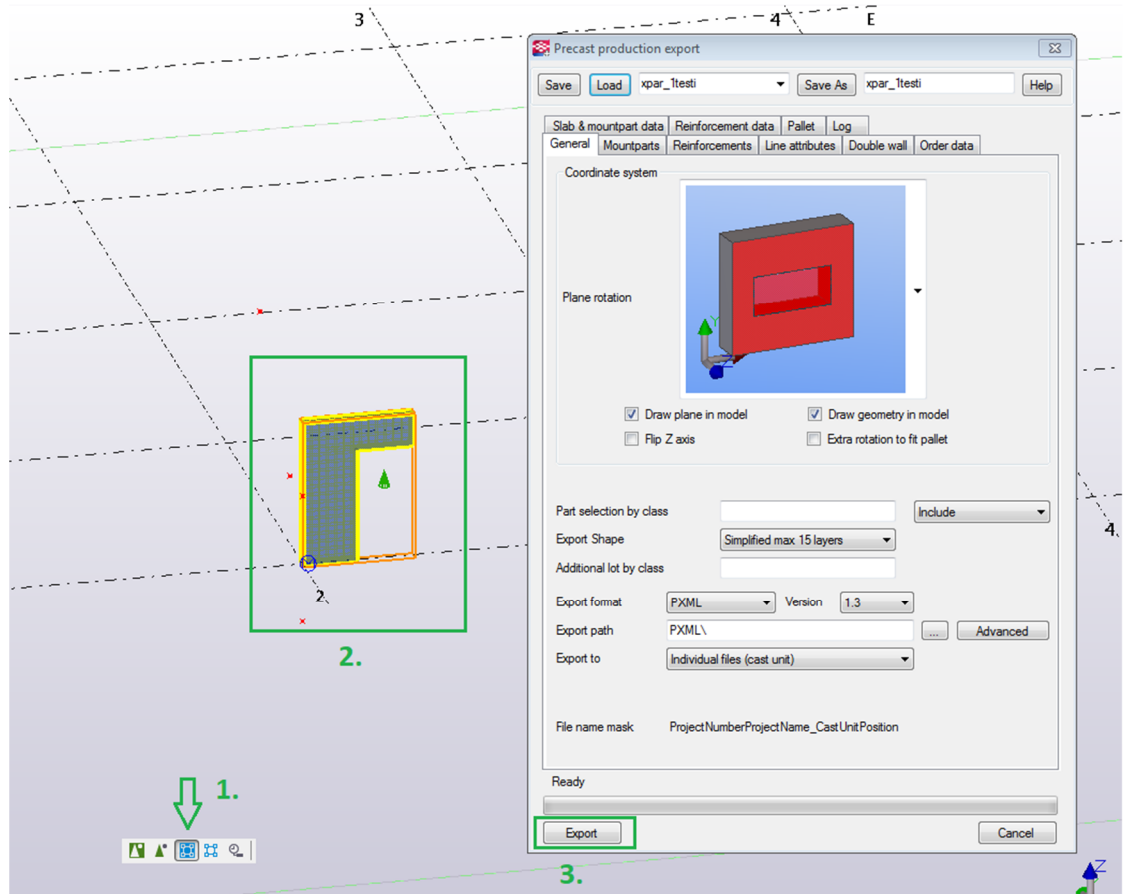 3
4
E
Precast production export
Save Load xpar_1testi Save As xpar_1testi Help
Slab & mountpart data Reinforcement data Pallet Log
General Mountparts Reinforcements Line attributes Double wall Order data
Coordinate system
Plane rotation
Y
Z
Draw plane in model Draw geometry in model
Flip Z axis Extra rotation to fit pallet
Part selection by class Include
Export Shape Simplified max 15 layers
Additional lot by class
Export format PXML Version 1.3
Export path PXML\ ... Advanced
Export to Individual files (cast unit)
File name mask ProjectNumberProjectName_CastUnitPosition
Ready
Export Cancel
4
2
2.
1.
3.
Z